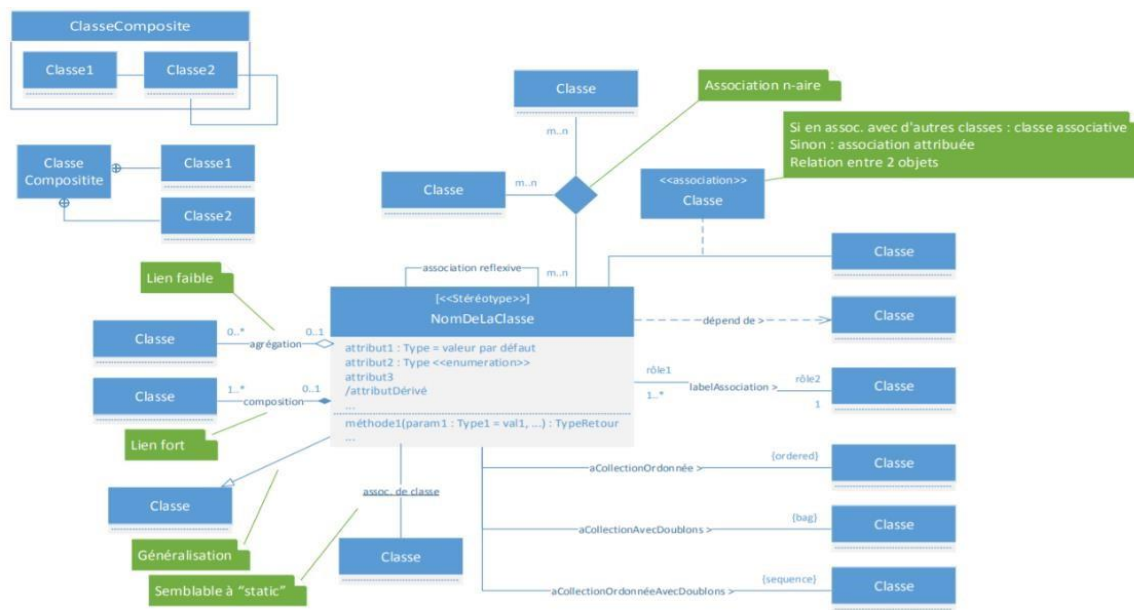 ClasseComposite
Classe1
Classe2
Classe
Compositite
Classe1
Classe2
Classe
m..n
Classe
m..n
m..n
Association n-aire
Si en assoc. avec d'autres classes : classe associative
Sinon : association attribuée
Relation entre 2 objets
<<association>>
Classe
Classe
association reflexive
Lien faible
[<<Stéréotype>>]
NomDeLaClasse
attribut1 : Type = valeur par défaut
attribut2 : Type <<enumeration>>
attribut3
/attributDérivé
...
méthode1(param1 : Type1 = val1, ...) : TypeRetour
...
Classe
0..*
agrégation
0..1
Classe
1..*
composition
0..1
Lien fort
Classe
Généralisation
assoc. de classe
Classe
Semblable à "static"
dépend de >
Classe
rôle1
1..*
labelAssociation >
rôle2
1
Classe
aCollectionOrdonnée >
{ordered}
Classe
aCollectionAvecDoublons >
{bag}
Classe
aCollectionOrdonnéeAvecDoublons >
{sequence}
Classe